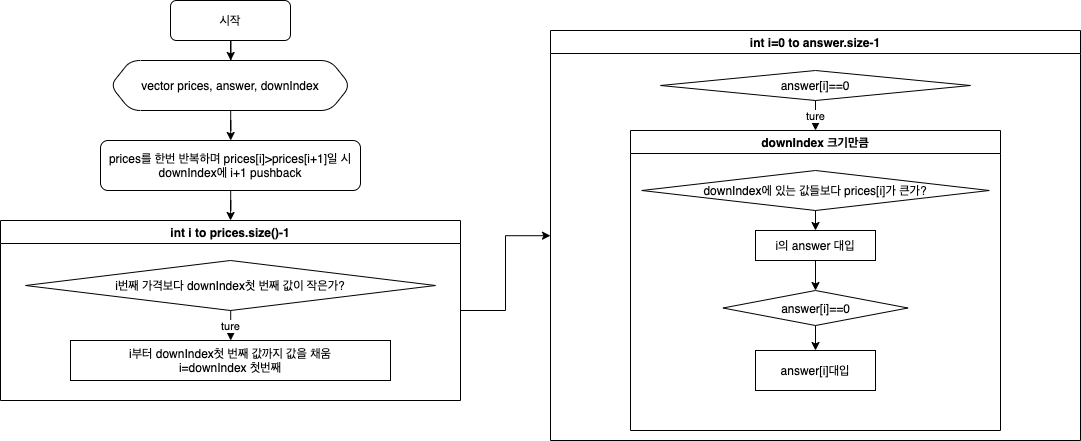 시작
vector prices, answer, downIndex
prices를 한번 반복하며 prices[i]>prices[i+1]일 시
downIndex에 i+1 pushback
int i to prices.size()-1
i번째 가격보다 downIndex첫 번째 값이 작은가?
ture
i부터 downIndex첫 번째 값까지 값을 채움
i=downIndex 첫번째
int i=0 to answer.size-1
answer[i]==0
ture
downIndex 크기만큼
downIndex에 있는 값들보다 prices[i]가 큰가?
i의 answer 대입
answer[i]==0
answer[i]대입